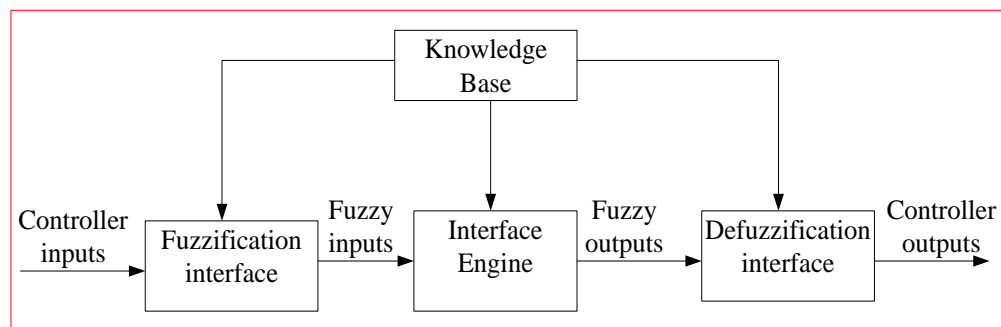 Knowledge
Base
Controller
inputs
Fuzzification
interface
Fuzzy
inputs
Interface
Engine
Fuzzy
outputs
Defuzzification
interface
Controller
outputs